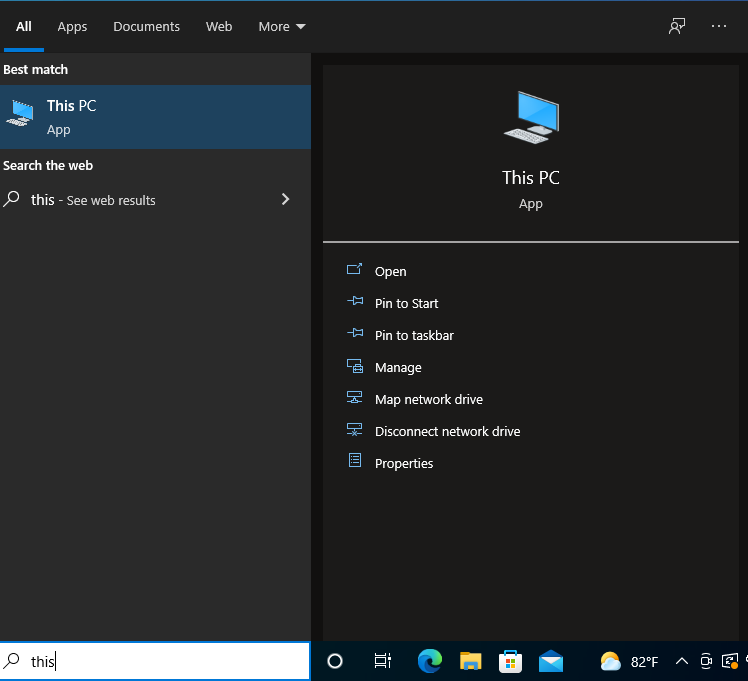 All Apps Documents Web More
Best match
This PC
App
Search the web
this - See web results
This PC
App
Open
Pin to Start
Pin to taskbar
Manage
Map network drive
Disconnect network drive
Properties
this
82°F